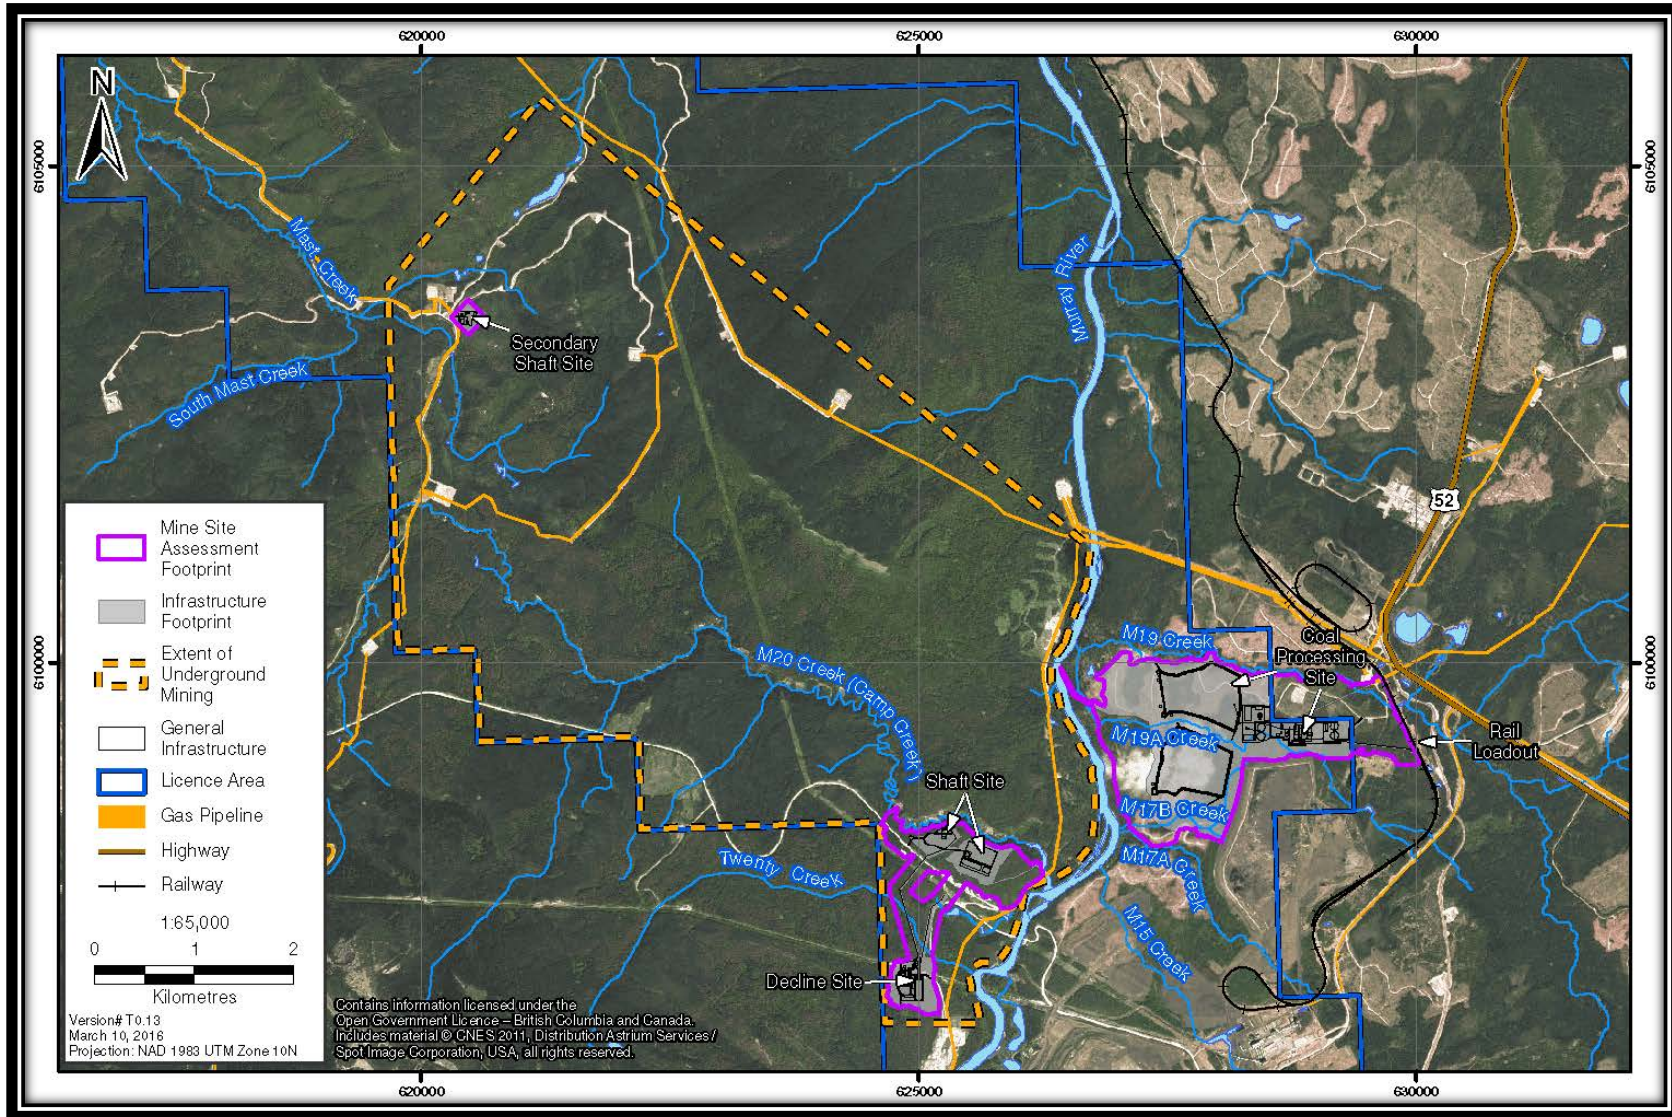 620000
625000
630000
N
6105000
6105000
Mast Creek
Murray River
Secondary
Shaft Site
South Mast Creek
52
Mine Site
Assessment
Footprint
Infrastructure
Footprint
Extent of
Underground
Mining
General
Infrastructure
Licence Area
Gas Pipeline
Highway
Railway
1:65,000
0 1 2
Kilometres
Version# T0.13
March 10, 2016
Projection: NAD 1983 UTM Zone 10N
6100000
6100000
M19 Creek
Coal
Processing
Site
M20 Creek (Camp Creek)
M19A Creek
Rail
Loadout
Shaft Site
M17B Creek
M17A Creek
Twenty Creek
M15 Creek
Decline Site
Contains information licensed under the
Open Government Licence – British Columbia and Canada.
Includes material © CNES 2011, Distribution Astrium Services /
Spot Image Corporation, USA, all rights reserved.
620000
625000
630000